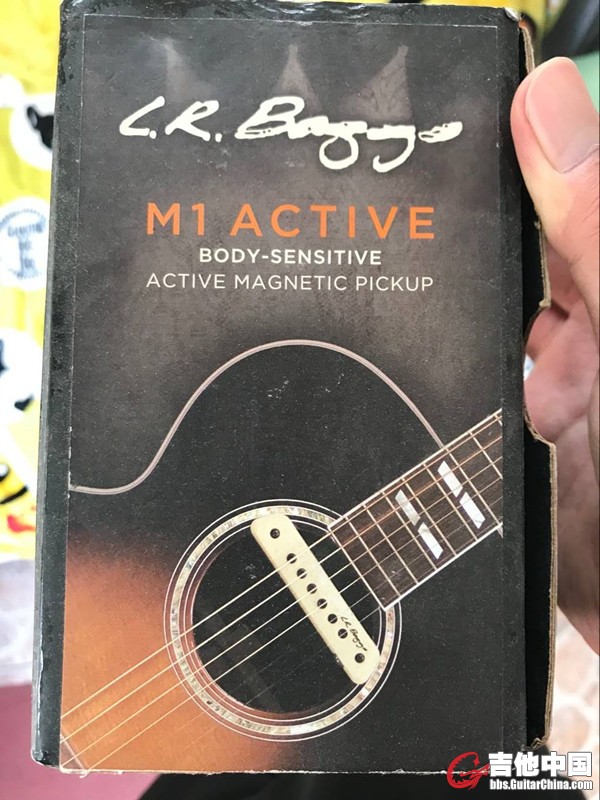 L.R. Baggs
M1 ACTIVE
BODY-SENSITIVE
ACTIVE MAGNETIC PICKUP
吉他中国
bbs.GuitarChina.com